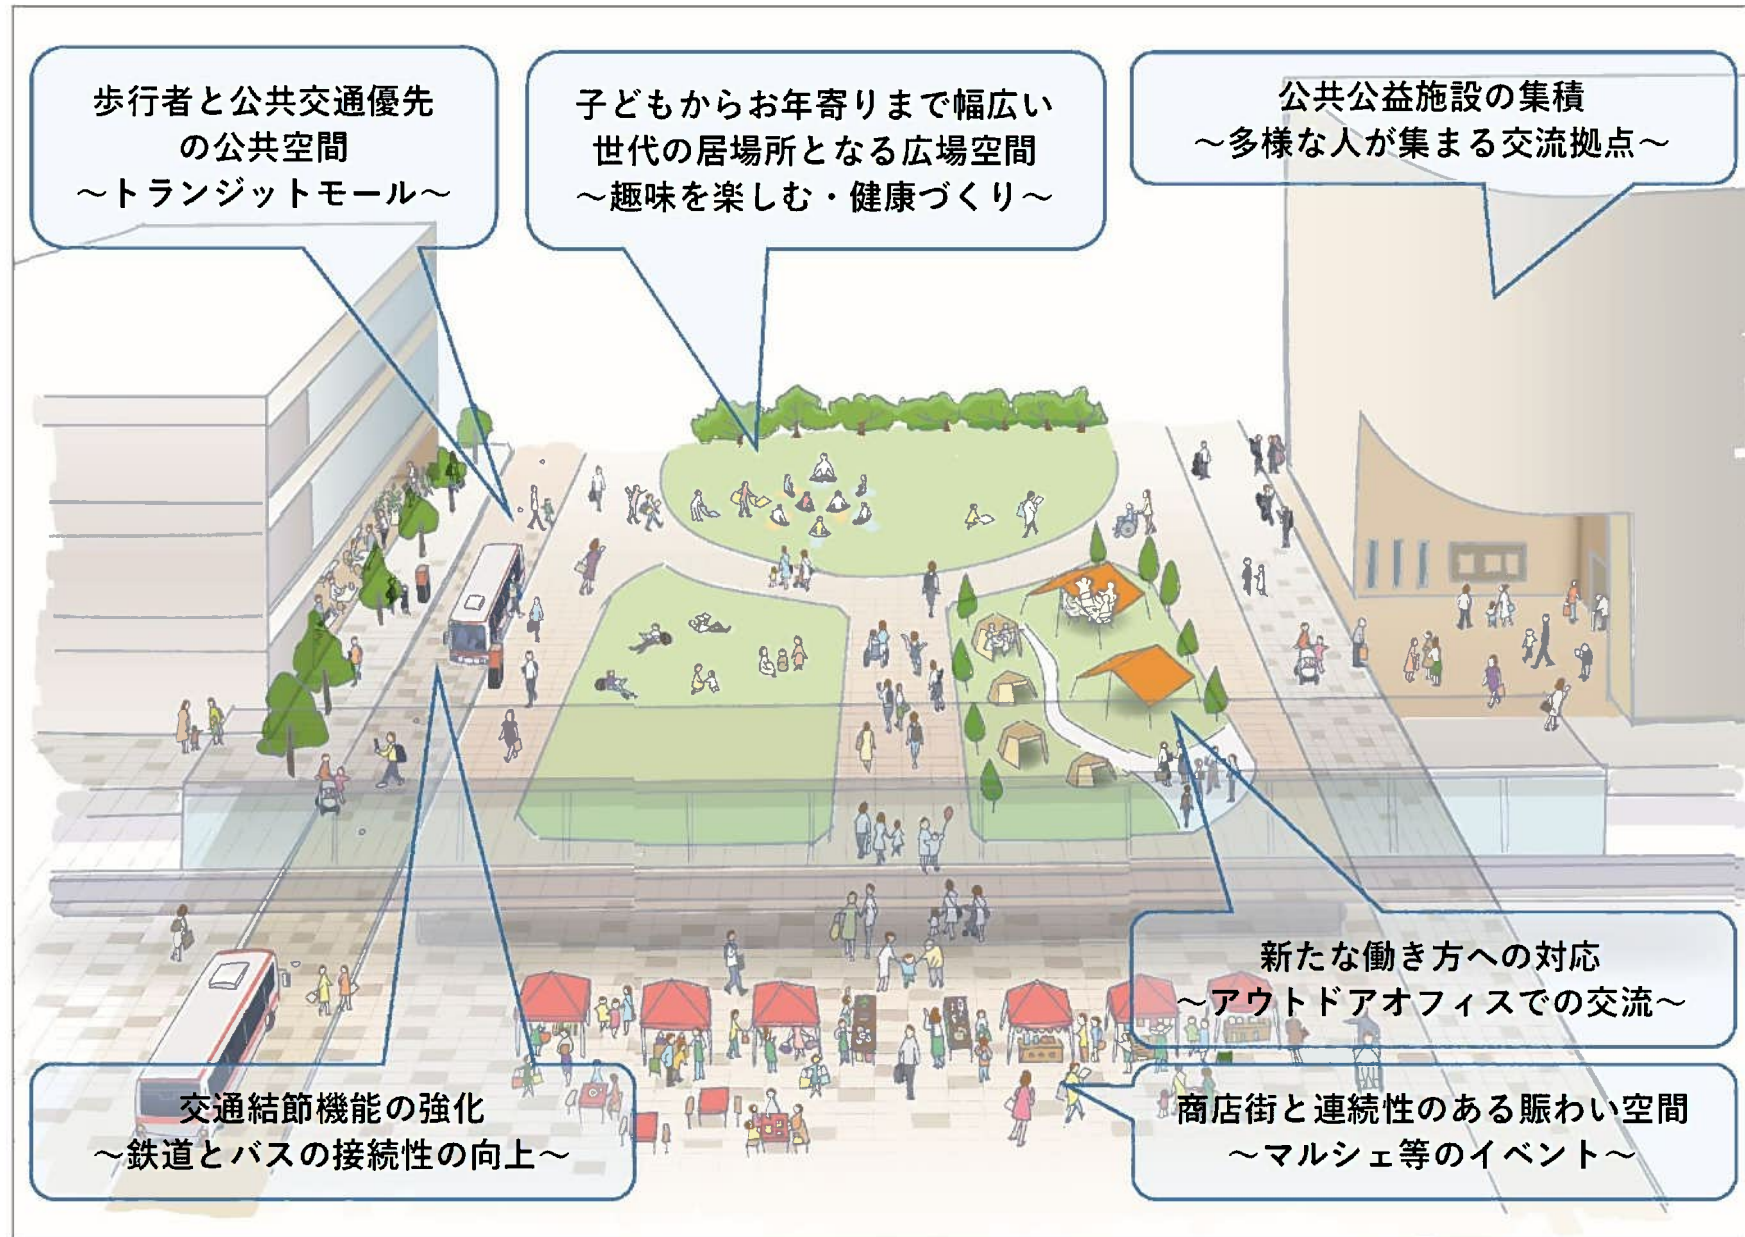 歩行者と公共交通優先
の公共空間
～トランジットモール～
子どもからお年寄りまで幅広い
世代の居場所となる広場空間
～趣味を楽しむ・健康づくり～
公共公益施設の集積
～多様な人が集まる交流拠点～
新たな働き方への対応
～アウトドアオフィスでの交流～
交通結節機能の強化
～鉄道とバスの接続性の向上～
商店街と連続性のある賑わい空間
～マルシェ等のイベント～